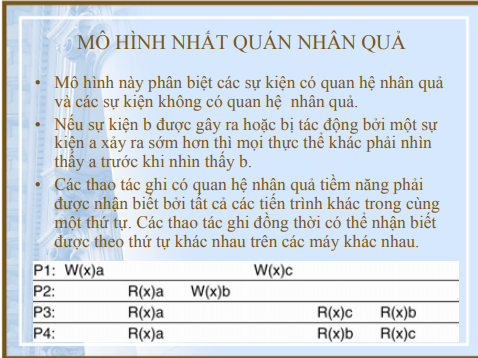 MÔ HÌNH NHẤT QUÁN NHÂN QUẢ
• Mô hình này phân biệt các sự kiện có quan hệ nhân quả
và các sự kiện không có quan hệ nhân quả.
• Nếu sự kiện b được gây ra hoặc bị tác động bởi một sự
kiện a xảy ra sớm hơn thì mọi thực thể khác phải nhìn
thấy a trước khi nhìn thấy b.
• Các thao tác ghi có quan hệ nhân quả tiềm năng phải
được nhận biết bởi tất cả các tiến trình khác trong cùng
một thứ tự. Các thao tác ghi đồng thời có thể nhận biết
được theo thứ tự khác nhau trên các máy khác nhau.
P1: W(x)a W(x)c
P2: R(x)a W(x)b
P3: R(x)a R(x)c R(x)b
P4: R(x)a R(x)b R(x)c